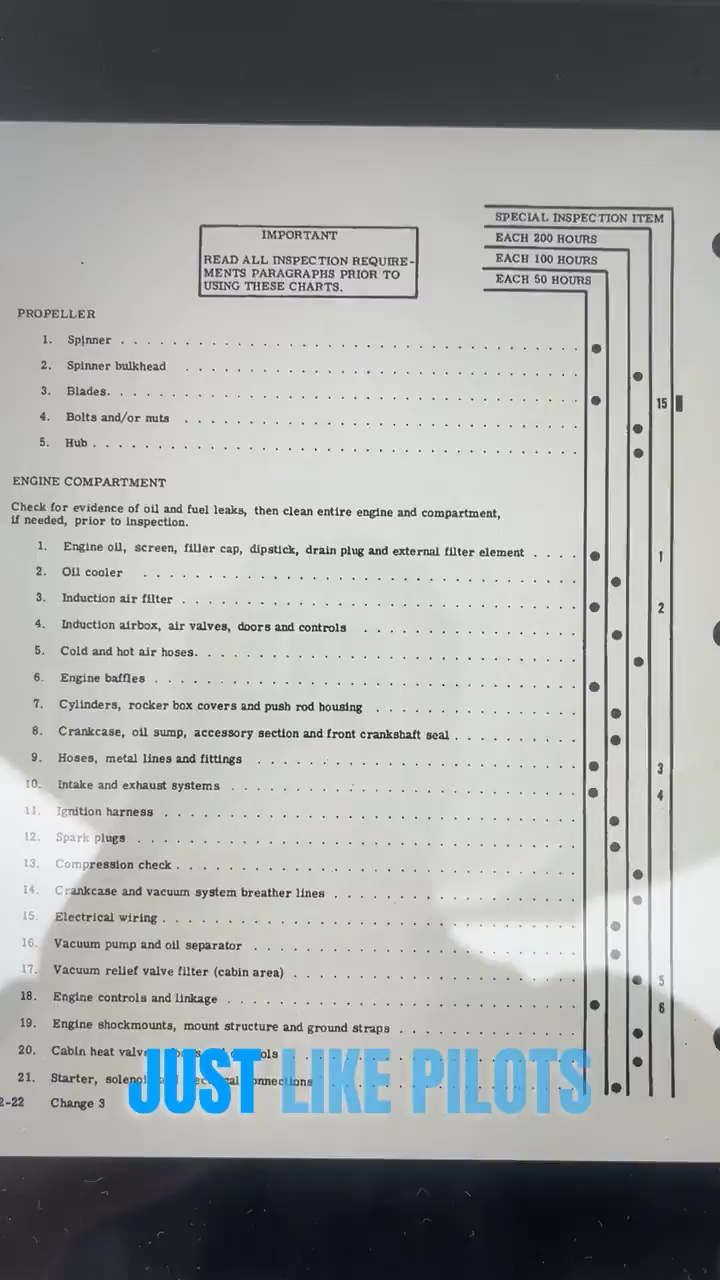 SPECIAL INSPECTION ITEM
EACH 200 HOURS
EACH 100 HOURS
EACH 50 HOURS
IMPORTANT
READ ALL INSPECTION REQUIRE-
MENTS PARAGRAPHS PRIOR TO
USING THESE CHARTS.
PROPELLER
1. Spinner
2. Spinner bulkhead
3. Blades. 15
4. Bolts and/or nuts
5. Hub
ENGINE COMPARTMENT
Check for evidence of oil and fuel leaks, then clean entire engine and compartment,
if needed, prior to inspection.
1. Engine oil, screen, filler cap, dipstick, drain plug and external filter element 1
2. Oil cooler
3. Induction air filter 2
4. Induction airbox, air valves, doors and controls
5. Cold and hot air hoses.
6. Engine baffles
7. Cylinders, rocker box covers and push rod housing
8. Crankcase, oil sump, accessory section and front crankshaft seal
9. Hoses, metal lines and fittings 3
10. Intake and exhaust systems 4
11. Ignition harness
12. Spark plugs
13. Compression check
14. Crankcase and vacuum system breather lines
15. Electrical wiring
16. Vacuum pump and oil separator
17. Vacuum relief valve filter (cabin area) 5
18. Engine controls and linkage 6
19. Engine shockmounts, mount structure and ground straps
20. Cabin heat
21. Starter, connections
JUST LIKE PILOTS
2-22 Change 3